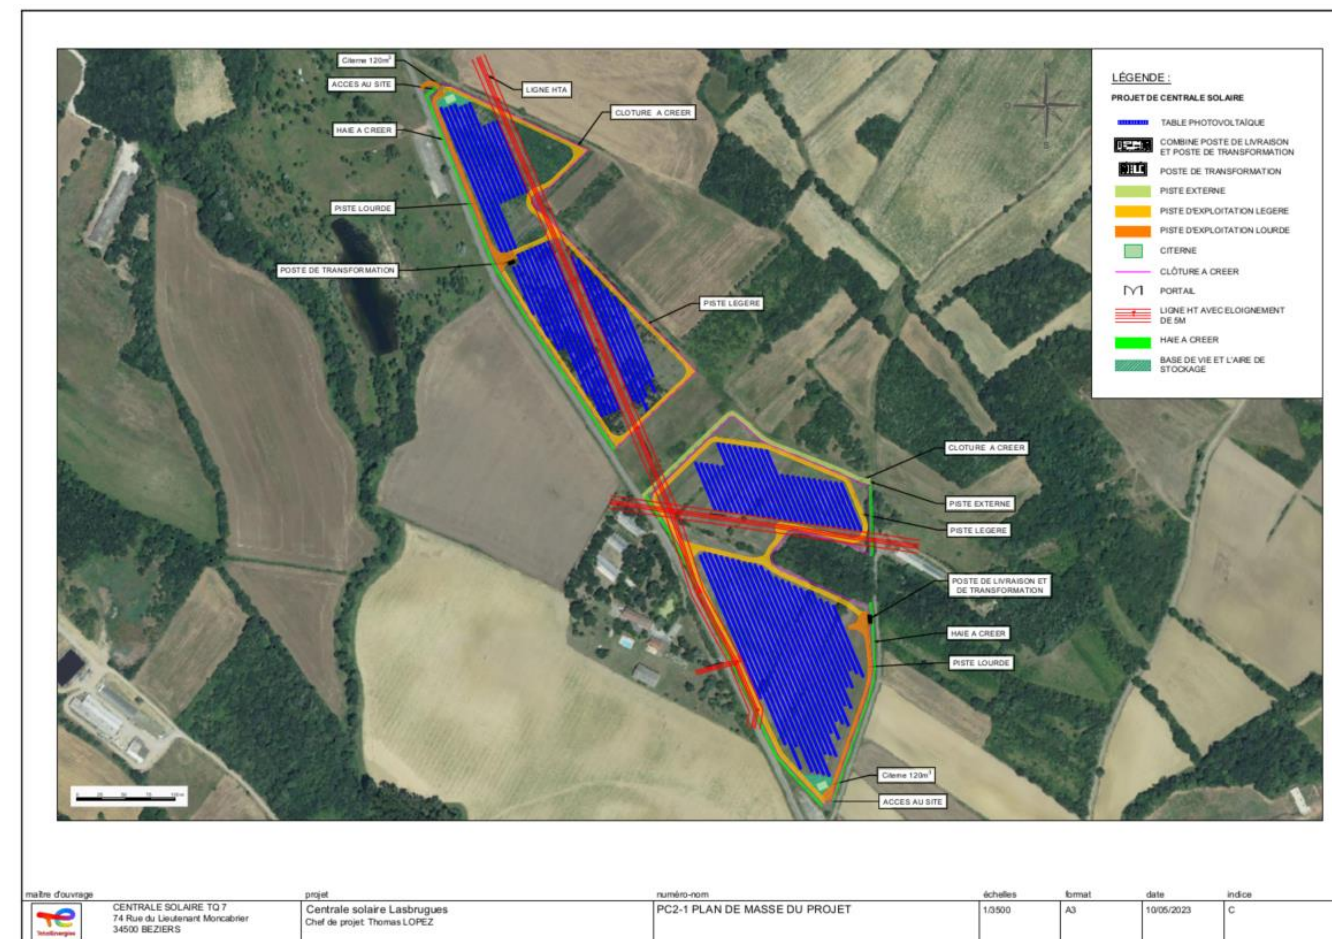 Citerne 120m³
ACCES AU SITE
LIGNE HTA
CLOTURE A CREER
HAIE A CREER
PISTE LOURDE
POSTE DE TRANSFORMATION
PISTE LEGERE
CLOTURE A CREER
PISTE EXTERNE
PISTE LEGERE
POSTE DE LIVRAISON ET
DE TRANSFORMATION
HAIE A CREER
PISTE LOURDE
Citerne 120m³
ACCES AU SITE
LÉGENDE :
PROJET DE CENTRALE SOLAIRE
TABLE PHOTOVOLTAÏQUE
COMBINE POSTE DE LIVRAISON
ET POSTE DE TRANSFORMATION
POSTE DE TRANSFORMATION
PISTE EXTERNE
PISTE D'EXPLOITATION LEGERE
PISTE D'EXPLOITATION LOURDE
CITERNE
CLÔTURE A CREER
PORTAIL
LIGNE HT AVEC ELOIGNEMENT
DE 5M
HAIE A CREER
BASE DE VIE ET L'AIRE DE
STOCKAGE
maître d'ouvrage
TotalEnergies
CENTRALE SOLAIRE TQ 7
74 Rue du Lieutenant Moncabrier
34500 BEZIERS
projet
Centrale solaire Lasbrugues
Chef de projet: Thomas LOPEZ
numéro-nom
PC2-1 PLAN DE MASSE DU PROJET
échelles
1/3500
format
A3
date
10/05/2023
indice
C